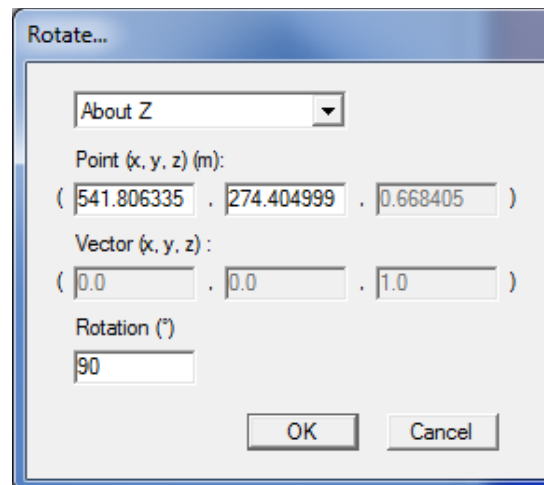 Rotate...
About Z
Point (x, y, z) (m):
( 541.806335 , 274.404999 , 0.668405 )
Vector (x, y, z) :
( 0.0 , 0.0 , 1.0 )
Rotation (°)
90
OK Cancel